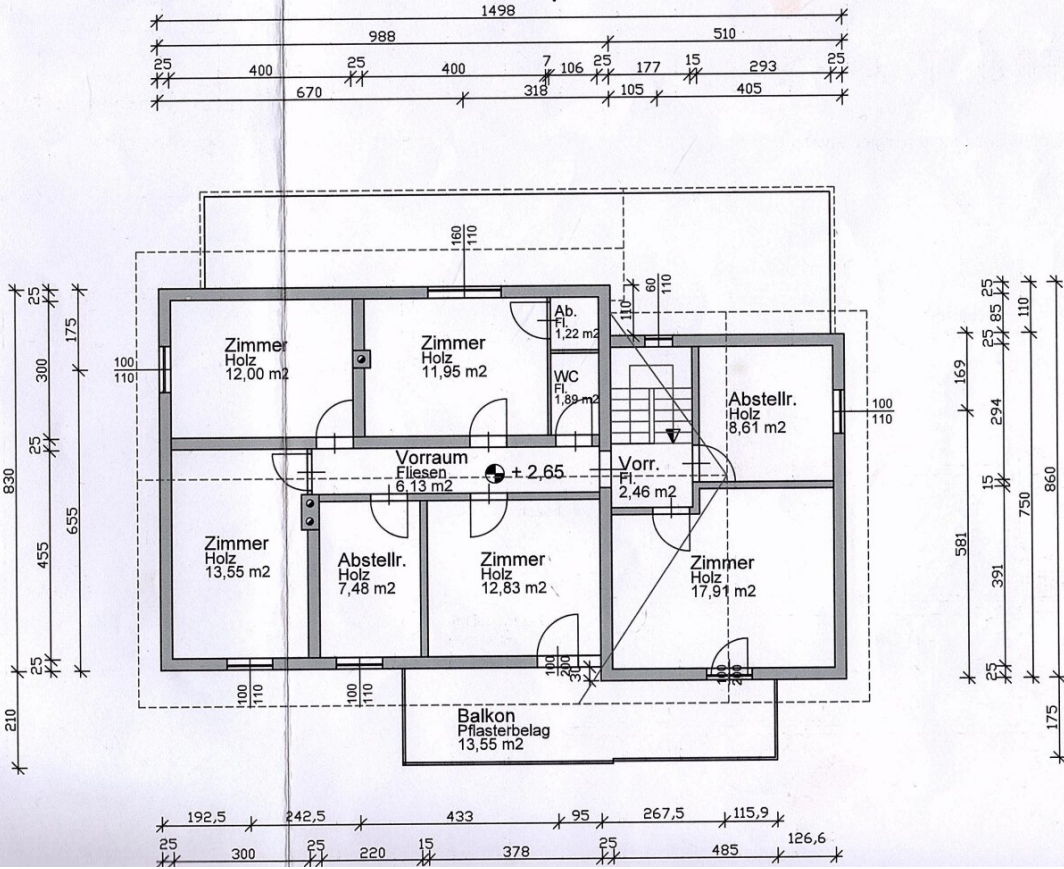 1498
988 510
25 400 25 400 7 106 25 177 15 293 25
670 318 105 405
160
110
60
110
110
Zimmer
Holz
12,00 m2
Zimmer
Holz
11,95 m2
Ab.
Fl.
1,22 m2
WC
Fl.
1,89 m2
Abstellr.
Holz
8,61 m2
100
110
100
110
Vorraum
Fliesen
6,13 m2
+ 2,65
Vorr.
Fl.
2,46 m2
Zimmer
Holz
13,55 m2
Abstellr.
Holz
7,48 m2
Zimmer
Holz
12,83 m2
Zimmer
Holz
17,91 m2
100
110
100
110
100
200
30
100
200
Balkon
Pflasterbelag
13,55 m2
830
210
25
300
25
455
25
175
655
169
581
25
85
25
294
15
391
25
110
750
860
175
192,5 242,5 433 95 267,5 115,9
126,6
25 300 25 220 15 378 25 485